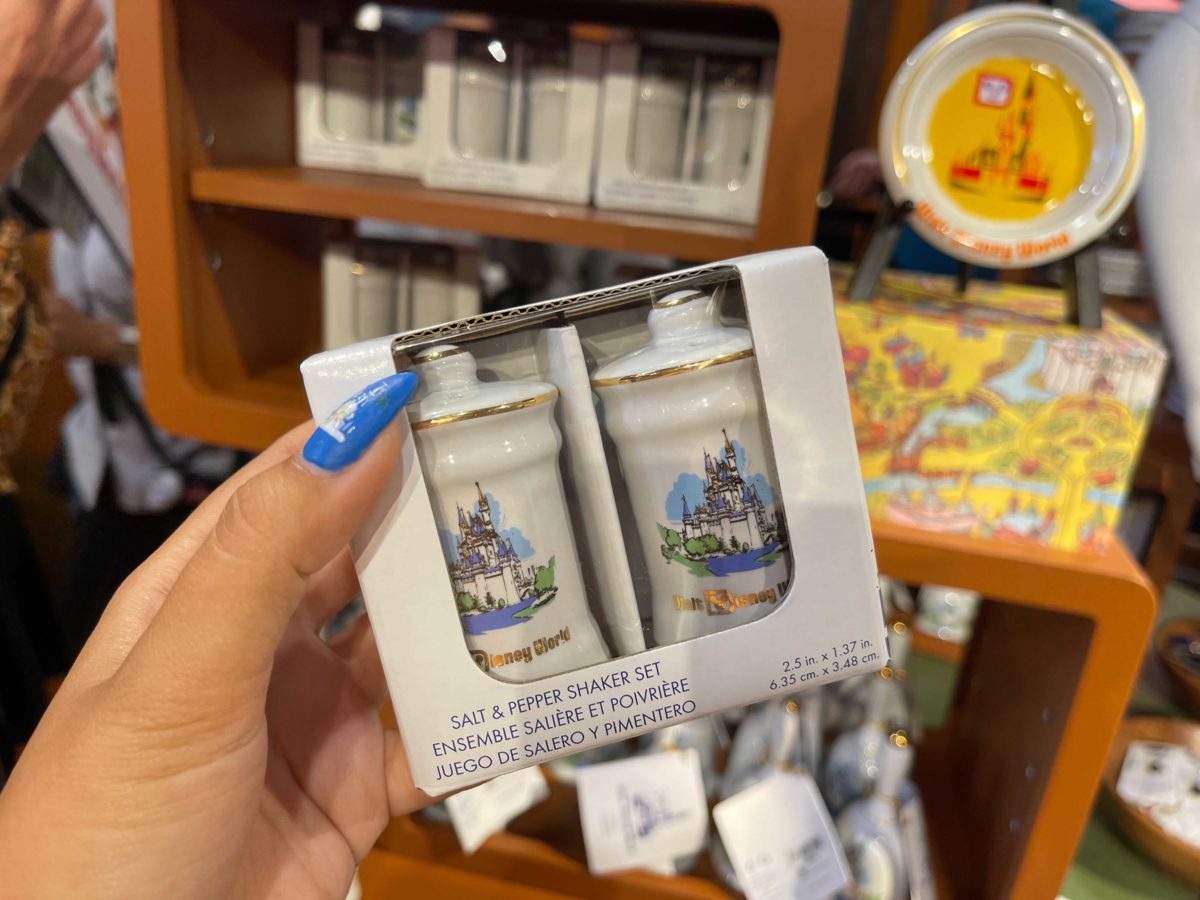 Walt Disney World
Disney World
Walt Disney W
SALT & PEPPER SHAKER SET
ENSEMBLE SALIÈRE ET POIVRIÈRE
JUEGO DE SALERO Y PIMENTERO
2.5 in. x 1.37 in.
6.35 cm. x 3.48 cm.